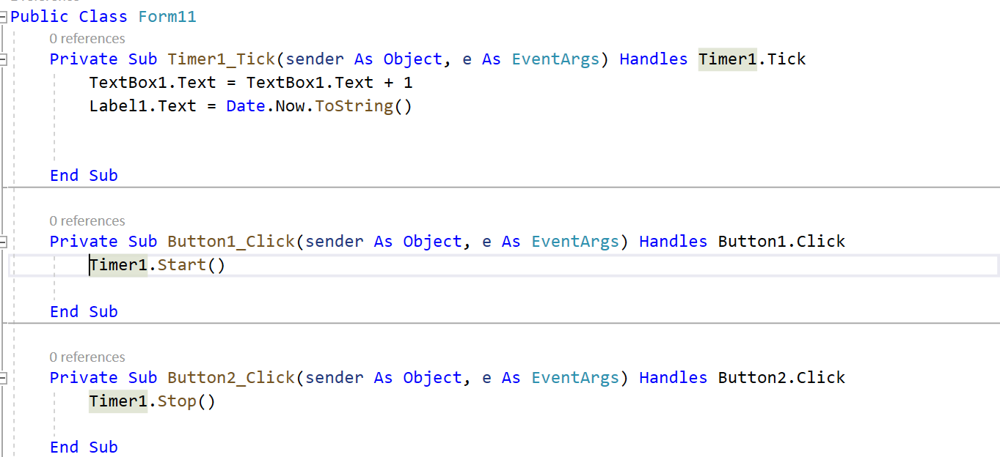 Public Class Form11
0 references
Private Sub Timer1_Tick(sender As Object, e As EventArgs) Handles Timer1.Tick
TextBox1.Text = TextBox1.Text + 1
Label1.Text = Date.Now.ToString()
End Sub
0 references
Private Sub Button1_Click(sender As Object, e As EventArgs) Handles Button1.Click
Timer1.Start()
End Sub
0 references
Private Sub Button2_Click(sender As Object, e As EventArgs) Handles Button2.Click
Timer1.Stop()
End Sub